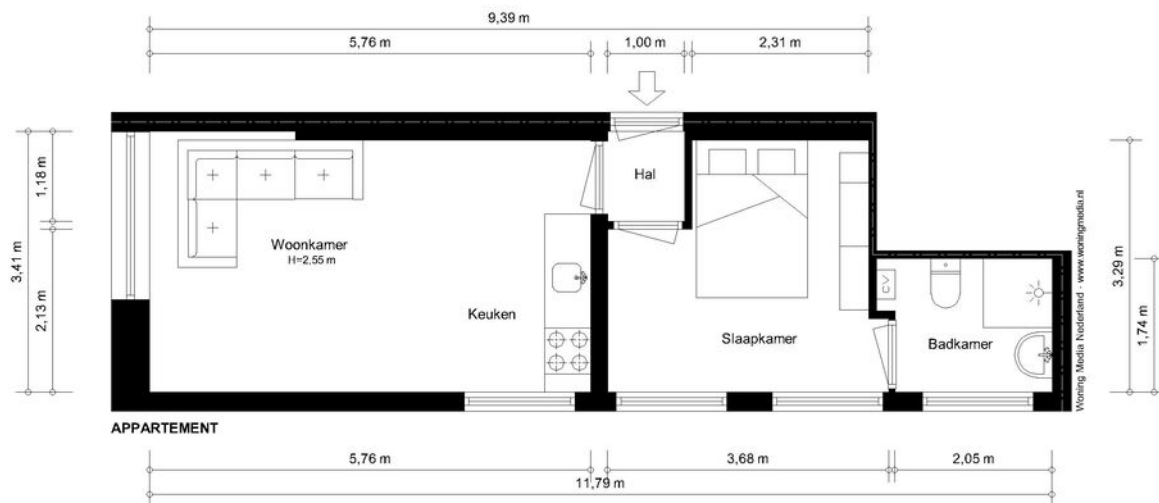 9,39 m
5,76 m
1,00 m
2,31 m
1,18 m
3,41 m
2,13 m
Hal
Woonkamer
H=2,55 m
Keuken
Slaapkamer
CV
Badkamer
Woning Media Nederland - www.woningmedia.nl
3,29 m
1,74 m
APPARTEMENT
5,76 m
3,68 m
2,05 m
11,79 m